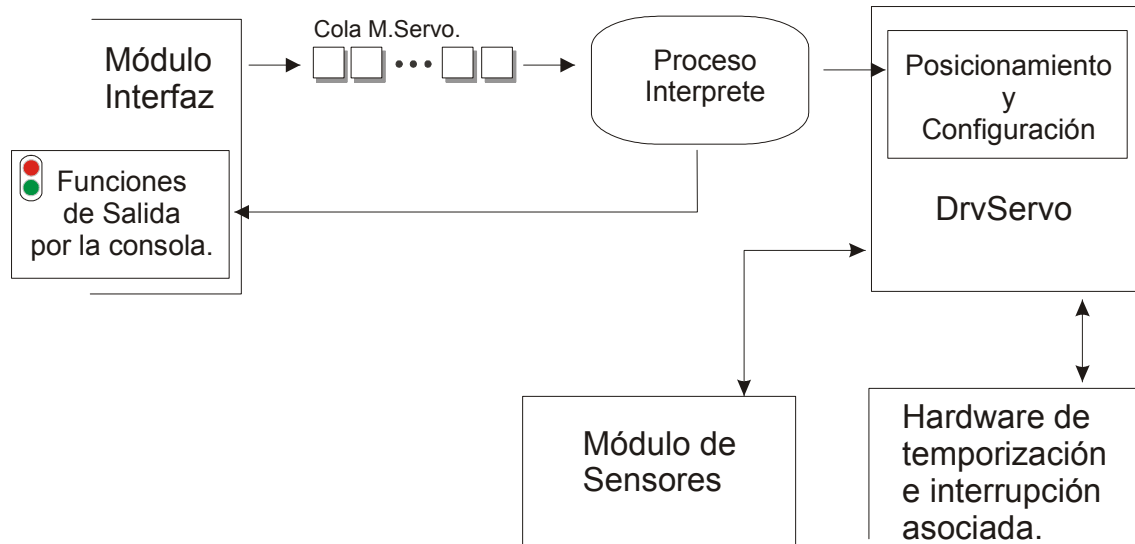 Cola M.Servo.
Módulo
Interfaz
Proceso
Interprete
Posicionamiento
y
Configuración
DrvServo
Funciones
de Salida
por la consola.
Módulo de
Sensores
Hardware de
temporización
e interrupción
asociada.